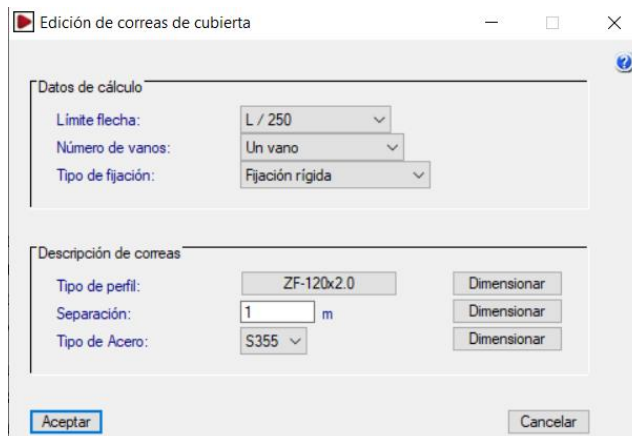 Edición de correas de cubierta
Datos de cálculo
Límite flecha: L / 250
Número de vanos: Un vano
Tipo de fijación: Fijación rígida
Descripción de correas
Tipo de perfil: ZF-120x2.0 Dimensionar
Separación: 1 m Dimensionar
Tipo de Acero: S355 Dimensionar
Aceptar Cancelar